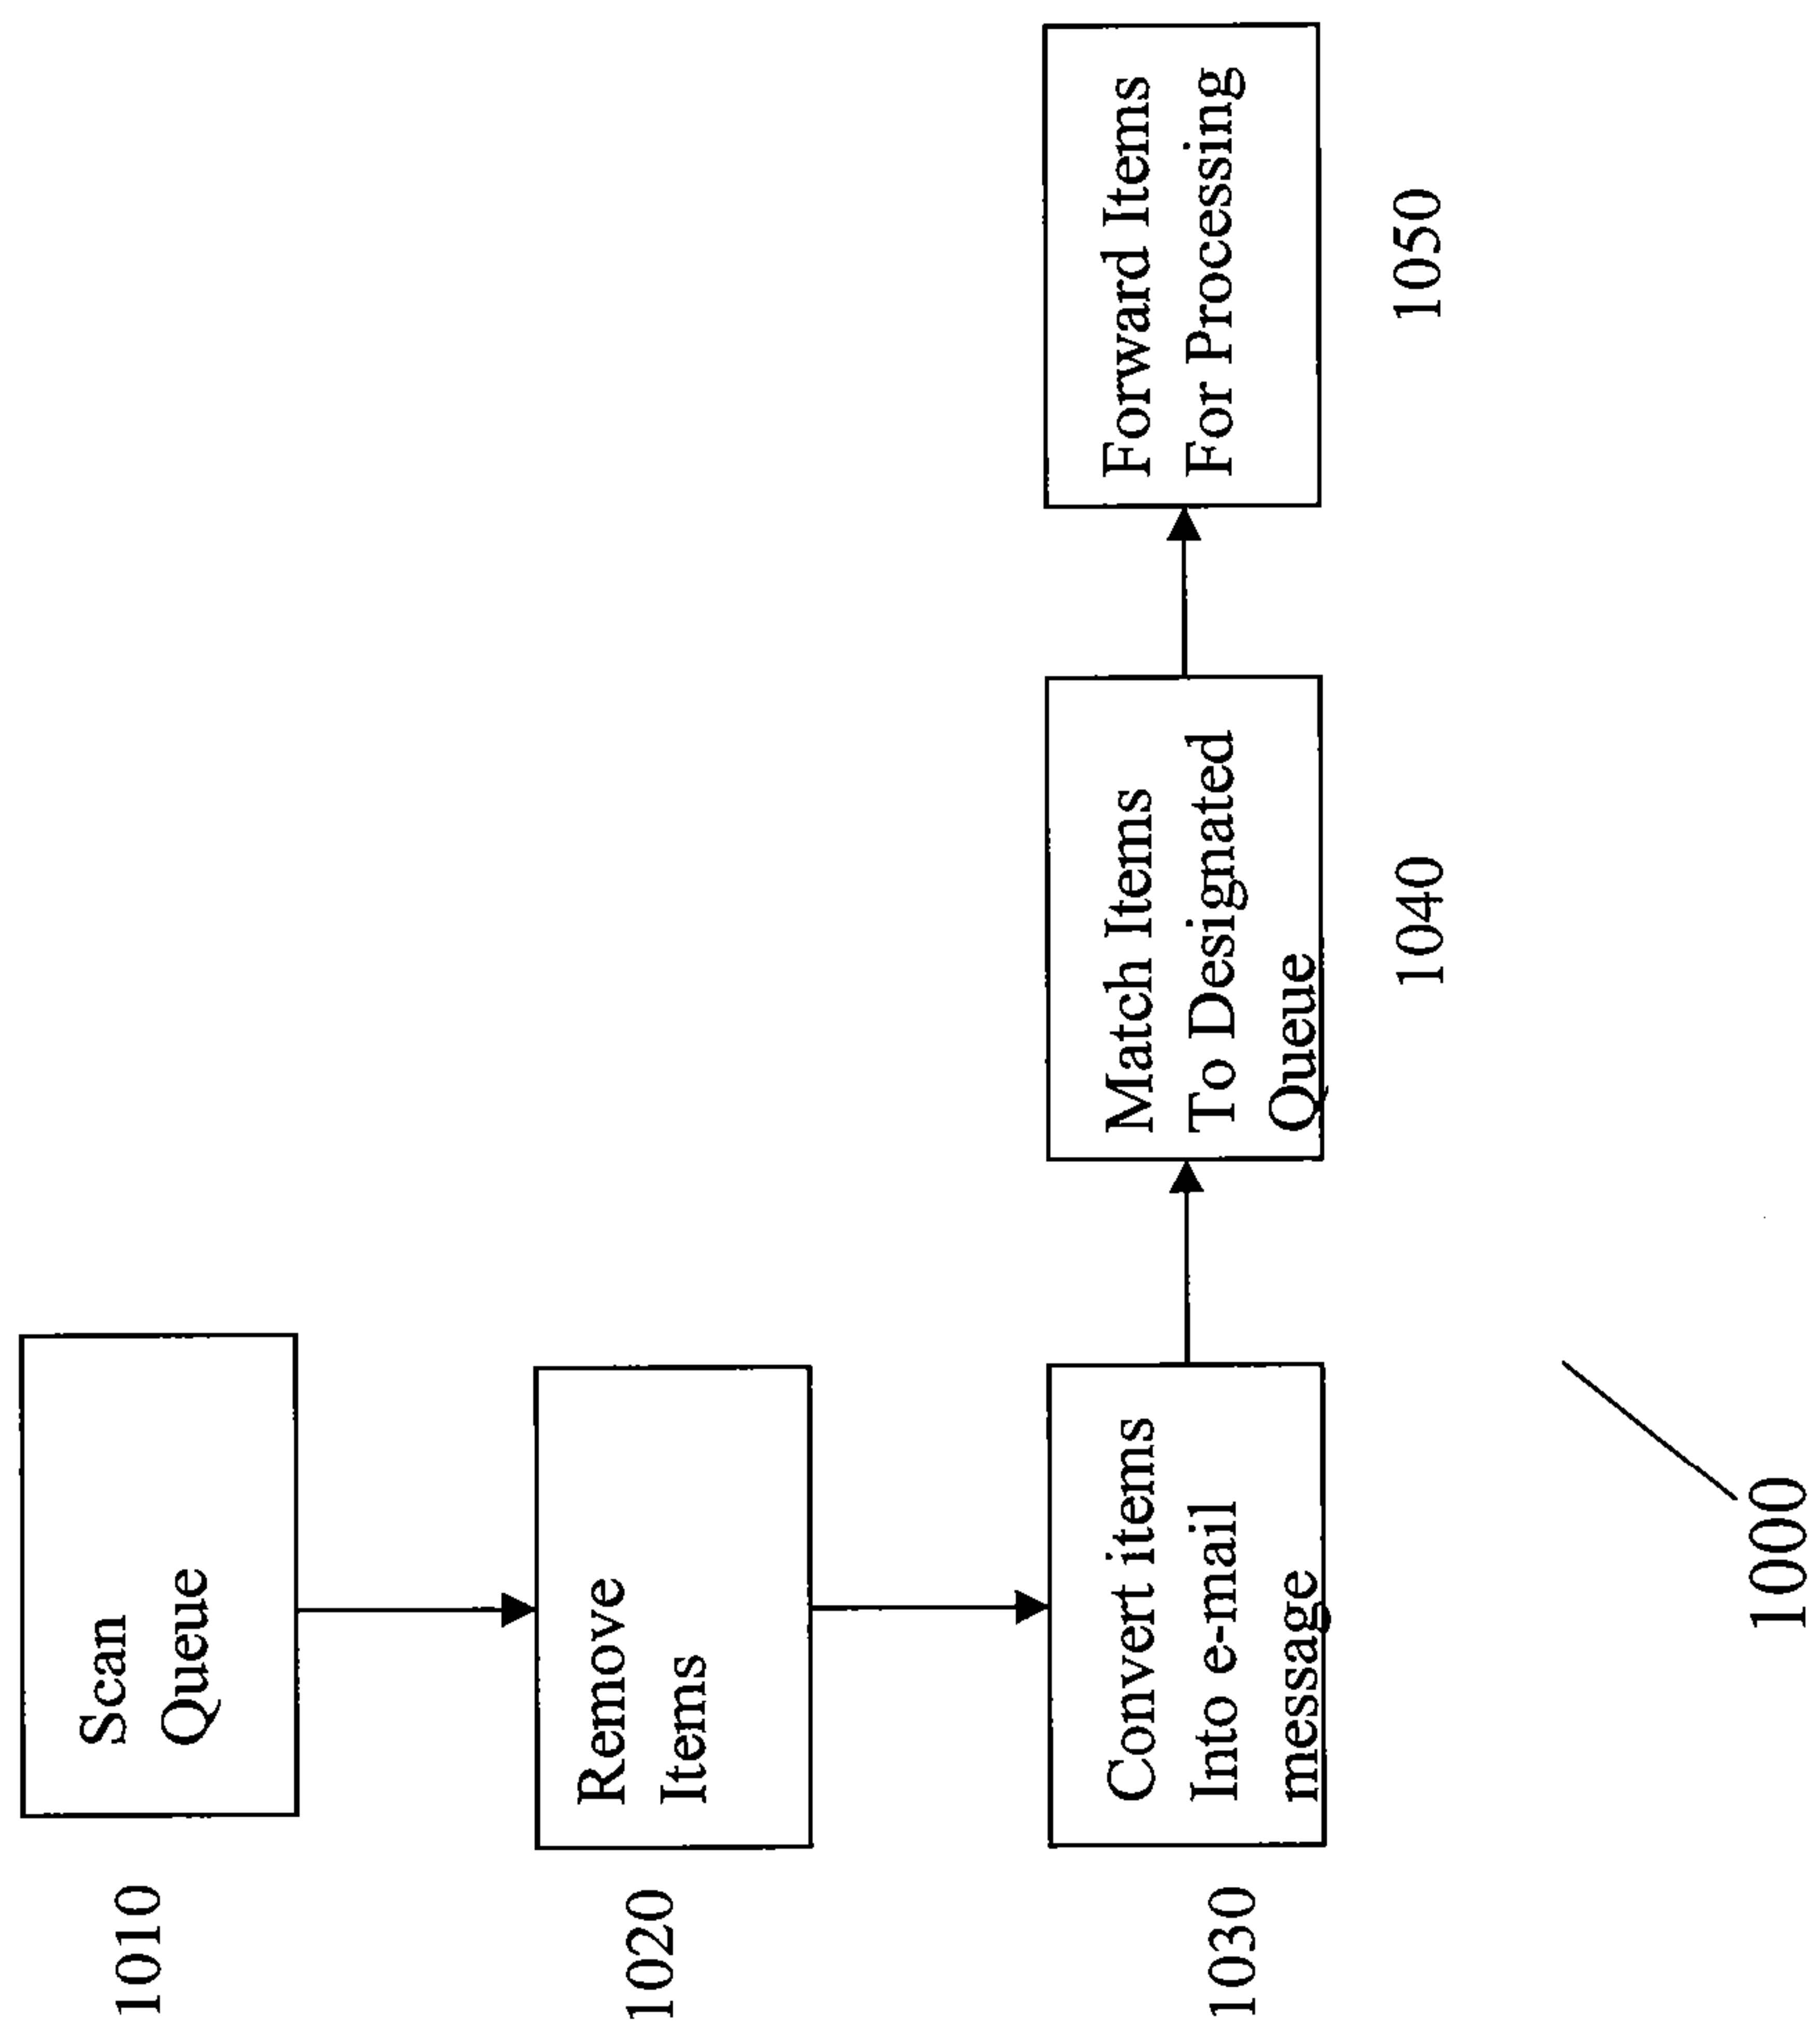 1010
Scan
Queue
1020
Remove
Items
1030
Convert items
Into e-mail
message
Match Items
To Designated
Queue
1040
Forward Items
For Processing
1050
1000